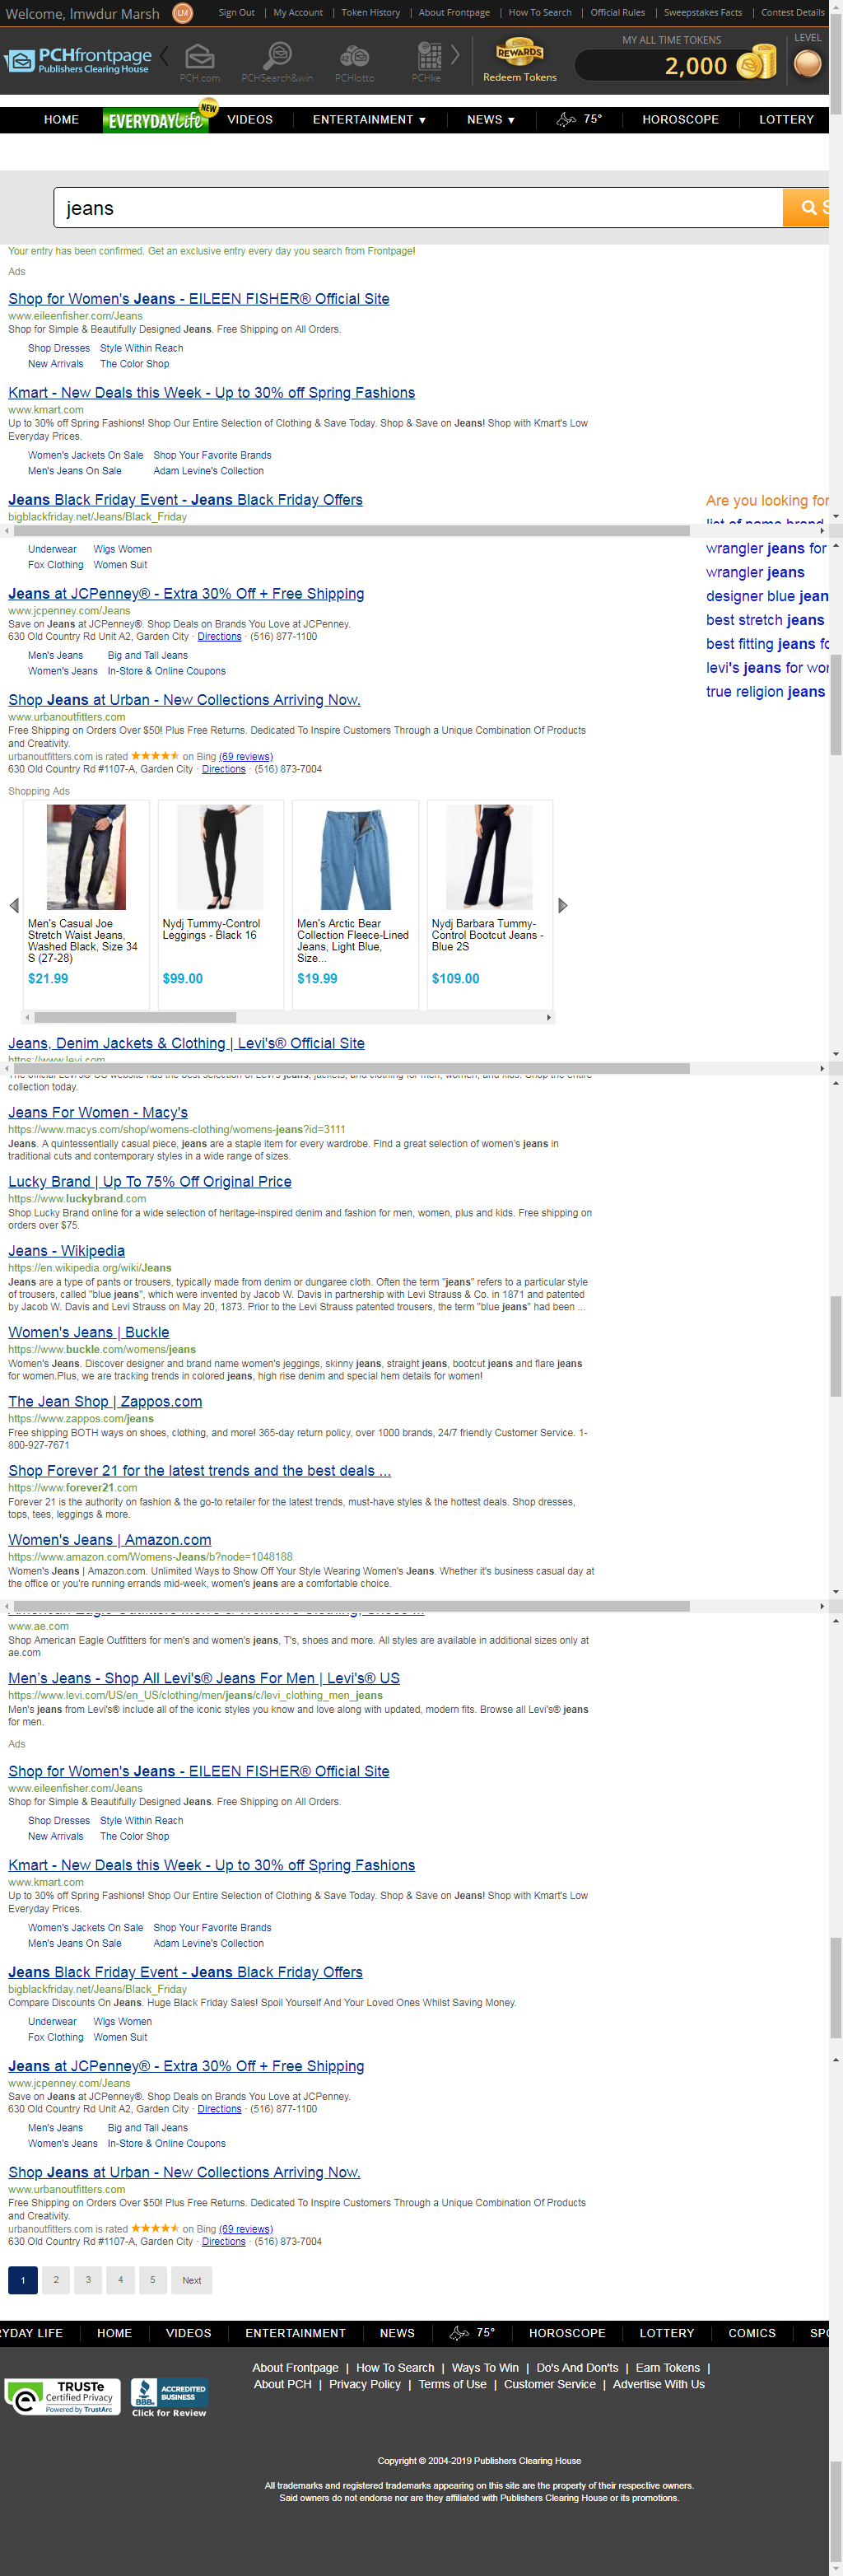 Welcome, Imwdur Marsh LM Sign Out | My Account | Token History | About Frontpage | How To Search | Official Rules | Sweepstakes Facts | Contest Details
PCHfrontpage
Publishers Clearing House
PCH.com PCHSearch&win PCHlotto PCHke
REWARDS
Redeem Tokens
MY ALL TIME TOKENS
2,000
LEVEL
HOME EVERYDAY Life NEW VIDEOS ENTERTAINMENT ▼ NEWS ▼ 75° HOROSCOPE LOTTERY
jeans
Your entry has been confirmed. Get an exclusive entry every day you search from Frontpage!
Ads
Shop for Women's Jeans - EILEEN FISHER® Official Site
www.eileenfisher.com/Jeans
Shop for Simple & Beautifully Designed Jeans. Free Shipping on All Orders.
Shop Dresses Style Within Reach
New Arrivals The Color Shop
Kmart - New Deals this Week - Up to 30% off Spring Fashions
www.kmart.com
Up to 30% off Spring Fashions! Shop Our Entire Selection of Clothing & Save Today. Shop & Save on Jeans! Shop with Kmart's Low
Everyday Prices.
Women's Jackets On Sale Shop Your Favorite Brands
Men's Jeans On Sale Adam Levine's Collection
Jeans Black Friday Event - Jeans Black Friday Offers
bigblackfriday.net/Jeans/Black_Friday
Are you looking for
list of name brand
Underwear Wigs Women
Fox Clothing Women Suit
wrangler jeans for
wrangler jeans
designer blue jean
best stretch jeans
best fitting jeans fo
levi's jeans for wor
true religion jeans
Jeans at JCPenney® - Extra 30% Off + Free Shipping
www.jcpenney.com/Jeans
Save on Jeans at JCPenney®. Shop Deals on Brands You Love at JCPenney.
630 Old Country Rd Unit A2, Garden City · Directions · (516) 877-1100
Men's Jeans Big and Tall Jeans
Women's Jeans In-Store & Online Coupons
Shop Jeans at Urban - New Collections Arriving Now.
www.urbanoutfitters.com
Free Shipping on Orders Over $50! Plus Free Returns. Dedicated To Inspire Customers Through a Unique Combination Of Products
and Creativity.
urbanoutfitters.com is rated ★★★★★ on Bing (69 reviews)
630 Old Country Rd #1107-A, Garden City · Directions · (516) 873-7004
Shopping Ads
Men's Casual Joe
Stretch Waist Jeans,
Washed Black, Size 34
S (27-28)
$21.99
Nydj Tummy-Control
Leggings - Black 16
$99.00
Men's Arctic Bear
Collection Fleece-Lined
Jeans, Light Blue,
Size...
$19.99
Nydj Barbara Tummy-
Control Bootcut Jeans -
Blue 2S
$109.00
Jeans, Denim Jackets & Clothing | Levi's® Official Site
https://www.levi.com
The official Levi's® US website has the best selection of Levi's jeans, jackets, and clothing for men, women, and kids. Shop the entire
collection today.
Jeans For Women - Macy's
https://www.macys.com/shop/womens-clothing/womens-jeans?id=3111
Jeans. A quintessentially casual piece, jeans are a staple item for every wardrobe. Find a great selection of women's jeans in
traditional cuts and contemporary styles in a wide range of sizes.
Lucky Brand | Up To 75% Off Original Price
https://www.luckybrand.com
Shop Lucky Brand online for a wide selection of heritage-inspired denim and fashion for men, women, plus and kids. Free shipping on
orders over $75.
Jeans - Wikipedia
https://en.wikipedia.org/wiki/Jeans
Jeans are a type of pants or trousers, typically made from denim or dungaree cloth. Often the term "jeans" refers to a particular style
of trousers, called "blue jeans", which were invented by Jacob W. Davis in partnership with Levi Strauss & Co. in 1871 and patented
by Jacob W. Davis and Levi Strauss on May 20, 1873. Prior to the Levi Strauss patented trousers, the term "blue jeans" had been ...
Women's Jeans | Buckle
https://www.buckle.com/womens/jeans
Women's Jeans. Discover designer and brand name women's jeggings, skinny jeans, straight jeans, bootcut jeans and flare jeans
for women.Plus, we are tracking trends in colored jeans, high rise denim and special hem details for women!
The Jean Shop | Zappos.com
https://www.zappos.com/jeans
Free shipping BOTH ways on shoes, clothing, and more! 365-day return policy, over 1000 brands, 24/7 friendly Customer Service. 1-
800-927-7671
Shop Forever 21 for the latest trends and the best deals ...
https://www.forever21.com
Forever 21 is the authority on fashion & the go-to retailer for the latest trends, must-have styles & the hottest deals. Shop dresses,
tops, tees, leggings & more.
Women's Jeans | Amazon.com
https://www.amazon.com/Womens-Jeans/b?node=1048188
Women's Jeans | Amazon.com. Unlimited Ways to Show Off Your Style Wearing Women's Jeans. Whether it's business casual day at
the office or you're running errands mid-week, women's jeans are a comfortable choice.
www.ae.com
Shop American Eagle Outfitters for men's and women's jeans, T's, shoes and more. All styles are available in additional sizes only at
ae.com
Men's Jeans - Shop All Levi's® Jeans For Men | Levi's® US
https://www.levi.com/US/en_US/clothing/men/jeans/c/levi_clothing_men_jeans
Men's jeans from Levi's® include all of the iconic styles you know and love along with updated, modern fits. Browse all Levi's® jeans
for men.
Ads
Shop for Women's Jeans - EILEEN FISHER® Official Site
www.eileenfisher.com/Jeans
Shop for Simple & Beautifully Designed Jeans. Free Shipping on All Orders.
Shop Dresses Style Within Reach
New Arrivals The Color Shop
Kmart - New Deals this Week - Up to 30% off Spring Fashions
www.kmart.com
Up to 30% off Spring Fashions! Shop Our Entire Selection of Clothing & Save Today. Shop & Save on Jeans! Shop with Kmart's Low
Everyday Prices.
Women's Jackets On Sale Shop Your Favorite Brands
Men's Jeans On Sale Adam Levine's Collection
Jeans Black Friday Event - Jeans Black Friday Offers
bigblackfriday.net/Jeans/Black_Friday
Compare Discounts On Jeans. Huge Black Friday Sales! Spoil Yourself And Your Loved Ones Whilst Saving Money.
Underwear Wigs Women
Fox Clothing Women Suit
Jeans at JCPenney® - Extra 30% Off + Free Shipping
www.jcpenney.com/Jeans
Save on Jeans at JCPenney®. Shop Deals on Brands You Love at JCPenney.
630 Old Country Rd Unit A2, Garden City · Directions · (516) 877-1100
Men's Jeans Big and Tall Jeans
Women's Jeans In-Store & Online Coupons
Shop Jeans at Urban - New Collections Arriving Now.
www.urbanoutfitters.com
Free Shipping on Orders Over $50! Plus Free Returns. Dedicated To Inspire Customers Through a Unique Combination Of Products
and Creativity.
urbanoutfitters.com is rated ★★★★★ on Bing (69 reviews)
630 Old Country Rd #1107-A, Garden City · Directions · (516) 873-7004
1 2 3 4 5 Next
RYDAY LIFE HOME VIDEOS ENTERTAINMENT NEWS 75° HOROSCOPE LOTTERY COMICS SPO
About Frontpage | How To Search | Ways To Win | Do's And Don'ts | Earn Tokens |
About PCH | Privacy Policy | Terms of Use | Customer Service | Advertise With Us
TRUSTe
Certified Privacy
Powered by TrustArc
BBB.
ACCREDITED
BUSINESS
Click for Review
Copyright © 2004-2019 Publishers Clearing House
All trademarks and registered trademarks appearing on this site are the property of their respective owners.
Said owners do not endorse nor are they affiliated with Publishers Clearing House or its promotions.